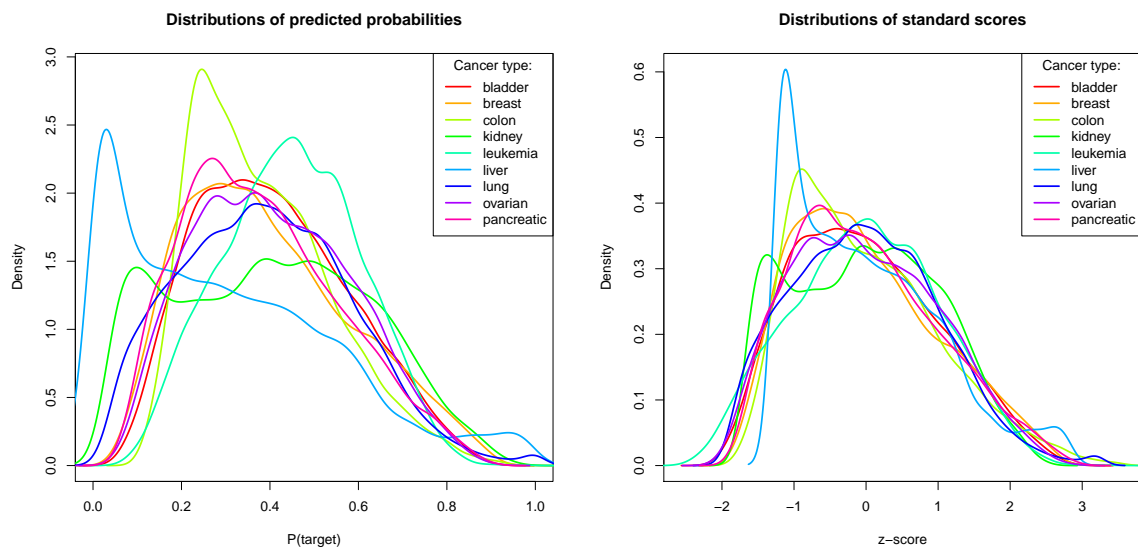 Distributions of predicted probabilities
Density
3.0
2.5
2.0
1.5
1.0
0.5
0.0
0.0
0.2
0.4
0.6
0.8
1.0
P(target)
Cancer type:
bladder
breast
colon
kidney
leukemia
liver
lung
ovarian
pancreatic
Distributions of standard scores
Density
0.6
0.5
0.4
0.3
0.2
0.1
0.0
−2
−1
0
1
2
3
z−score
Cancer type:
bladder
breast
colon
kidney
leukemia
liver
lung
ovarian
pancreatic